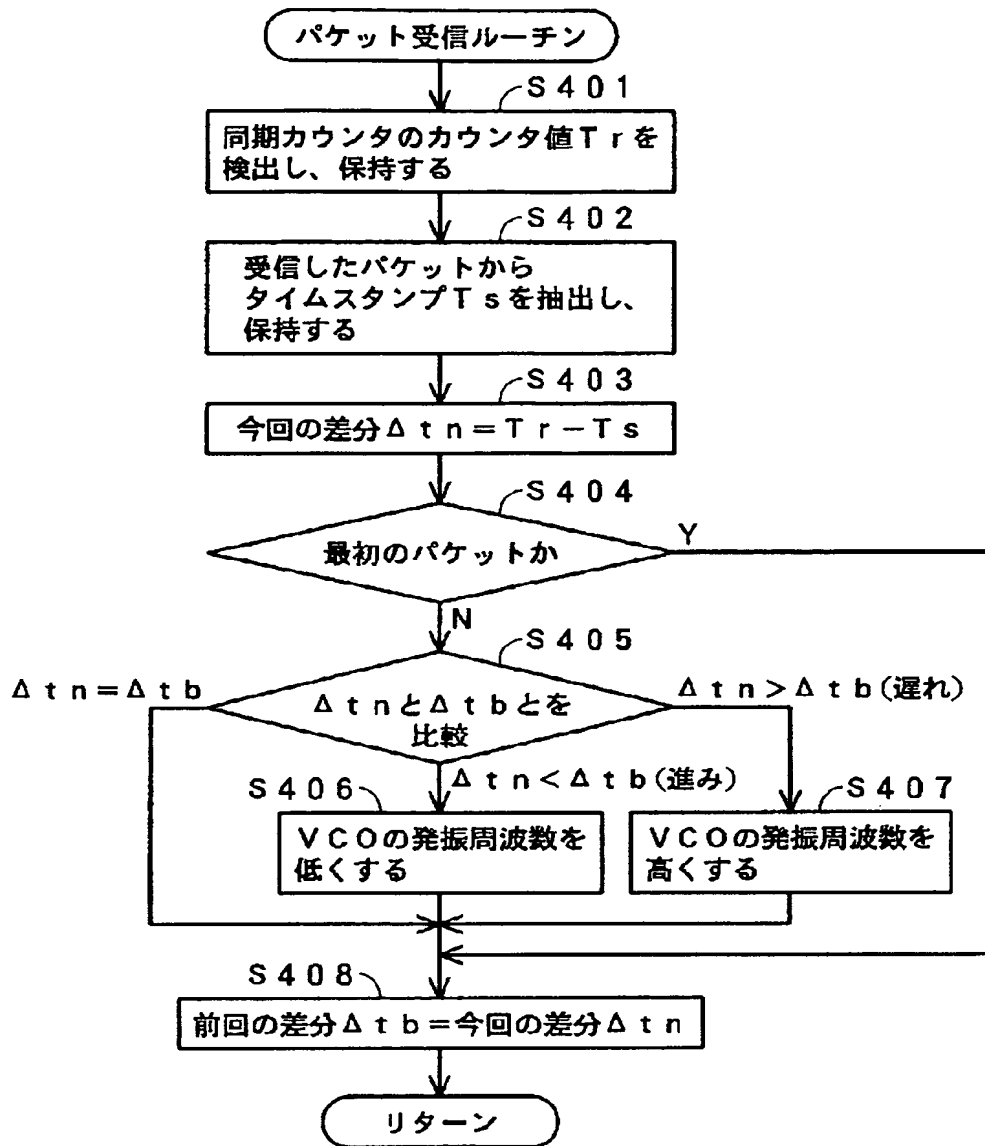 パケット受信ルーチン
S401
同期カウンタのカウンタ値Trを
検出し、保持する
S402
受信したパケットから
タイムスタンプTsを抽出し、
保持する
S403
今回の差分Δtn=Tr−Ts
S404
最初のパケットか
Y
N
S405
Δtn=Δtb
ΔtnとΔtbとを
比較
Δtn>Δtb(遅れ)
Δtn<Δtb(進み)
S406
VCOの発振周波数を
低くする
S407
VCOの発振周波数を
高くする
S408
前回の差分Δtb=今回の差分Δtn
リターン